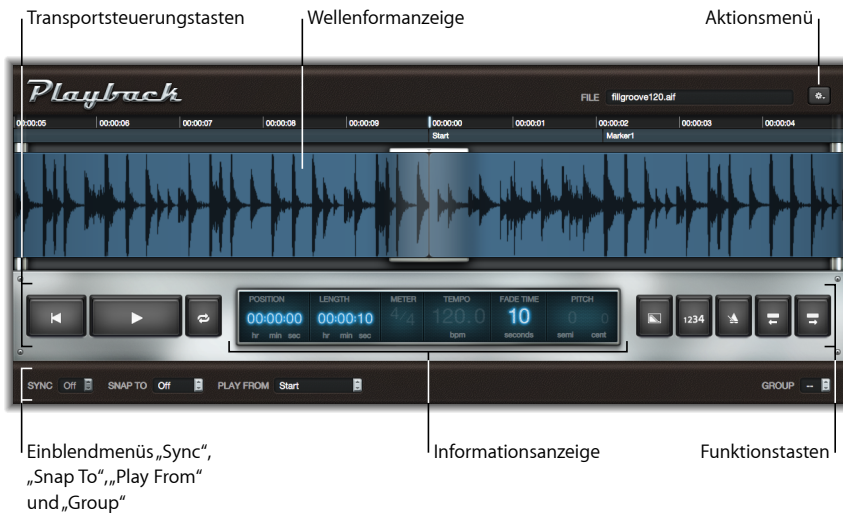 Transportsteuerungstasten
Wellenformanzeige
Aktionsmenü
Playback
FILE fillgroove120.aif
00:00:05 00:00:06 00:00:07 00:00:08 00:00:09 00:00:00 00:00:01 00:00:02 00:00:03 00:00:04
Start Marker1
POSITION LENGTH METER TEMPO FADE TIME PITCH
00:00:00 00:00:10 4/4 120.0 10 0 0
hr min sec hr min sec bpm seconds semi cent
1234
SYNC Off SNAP TO Off PLAY FROM Start GROUP --
Einblendmenüs „Sync“,
„Snap To“, „Play From“
und „Group“
Informationsanzeige
Funktionstasten